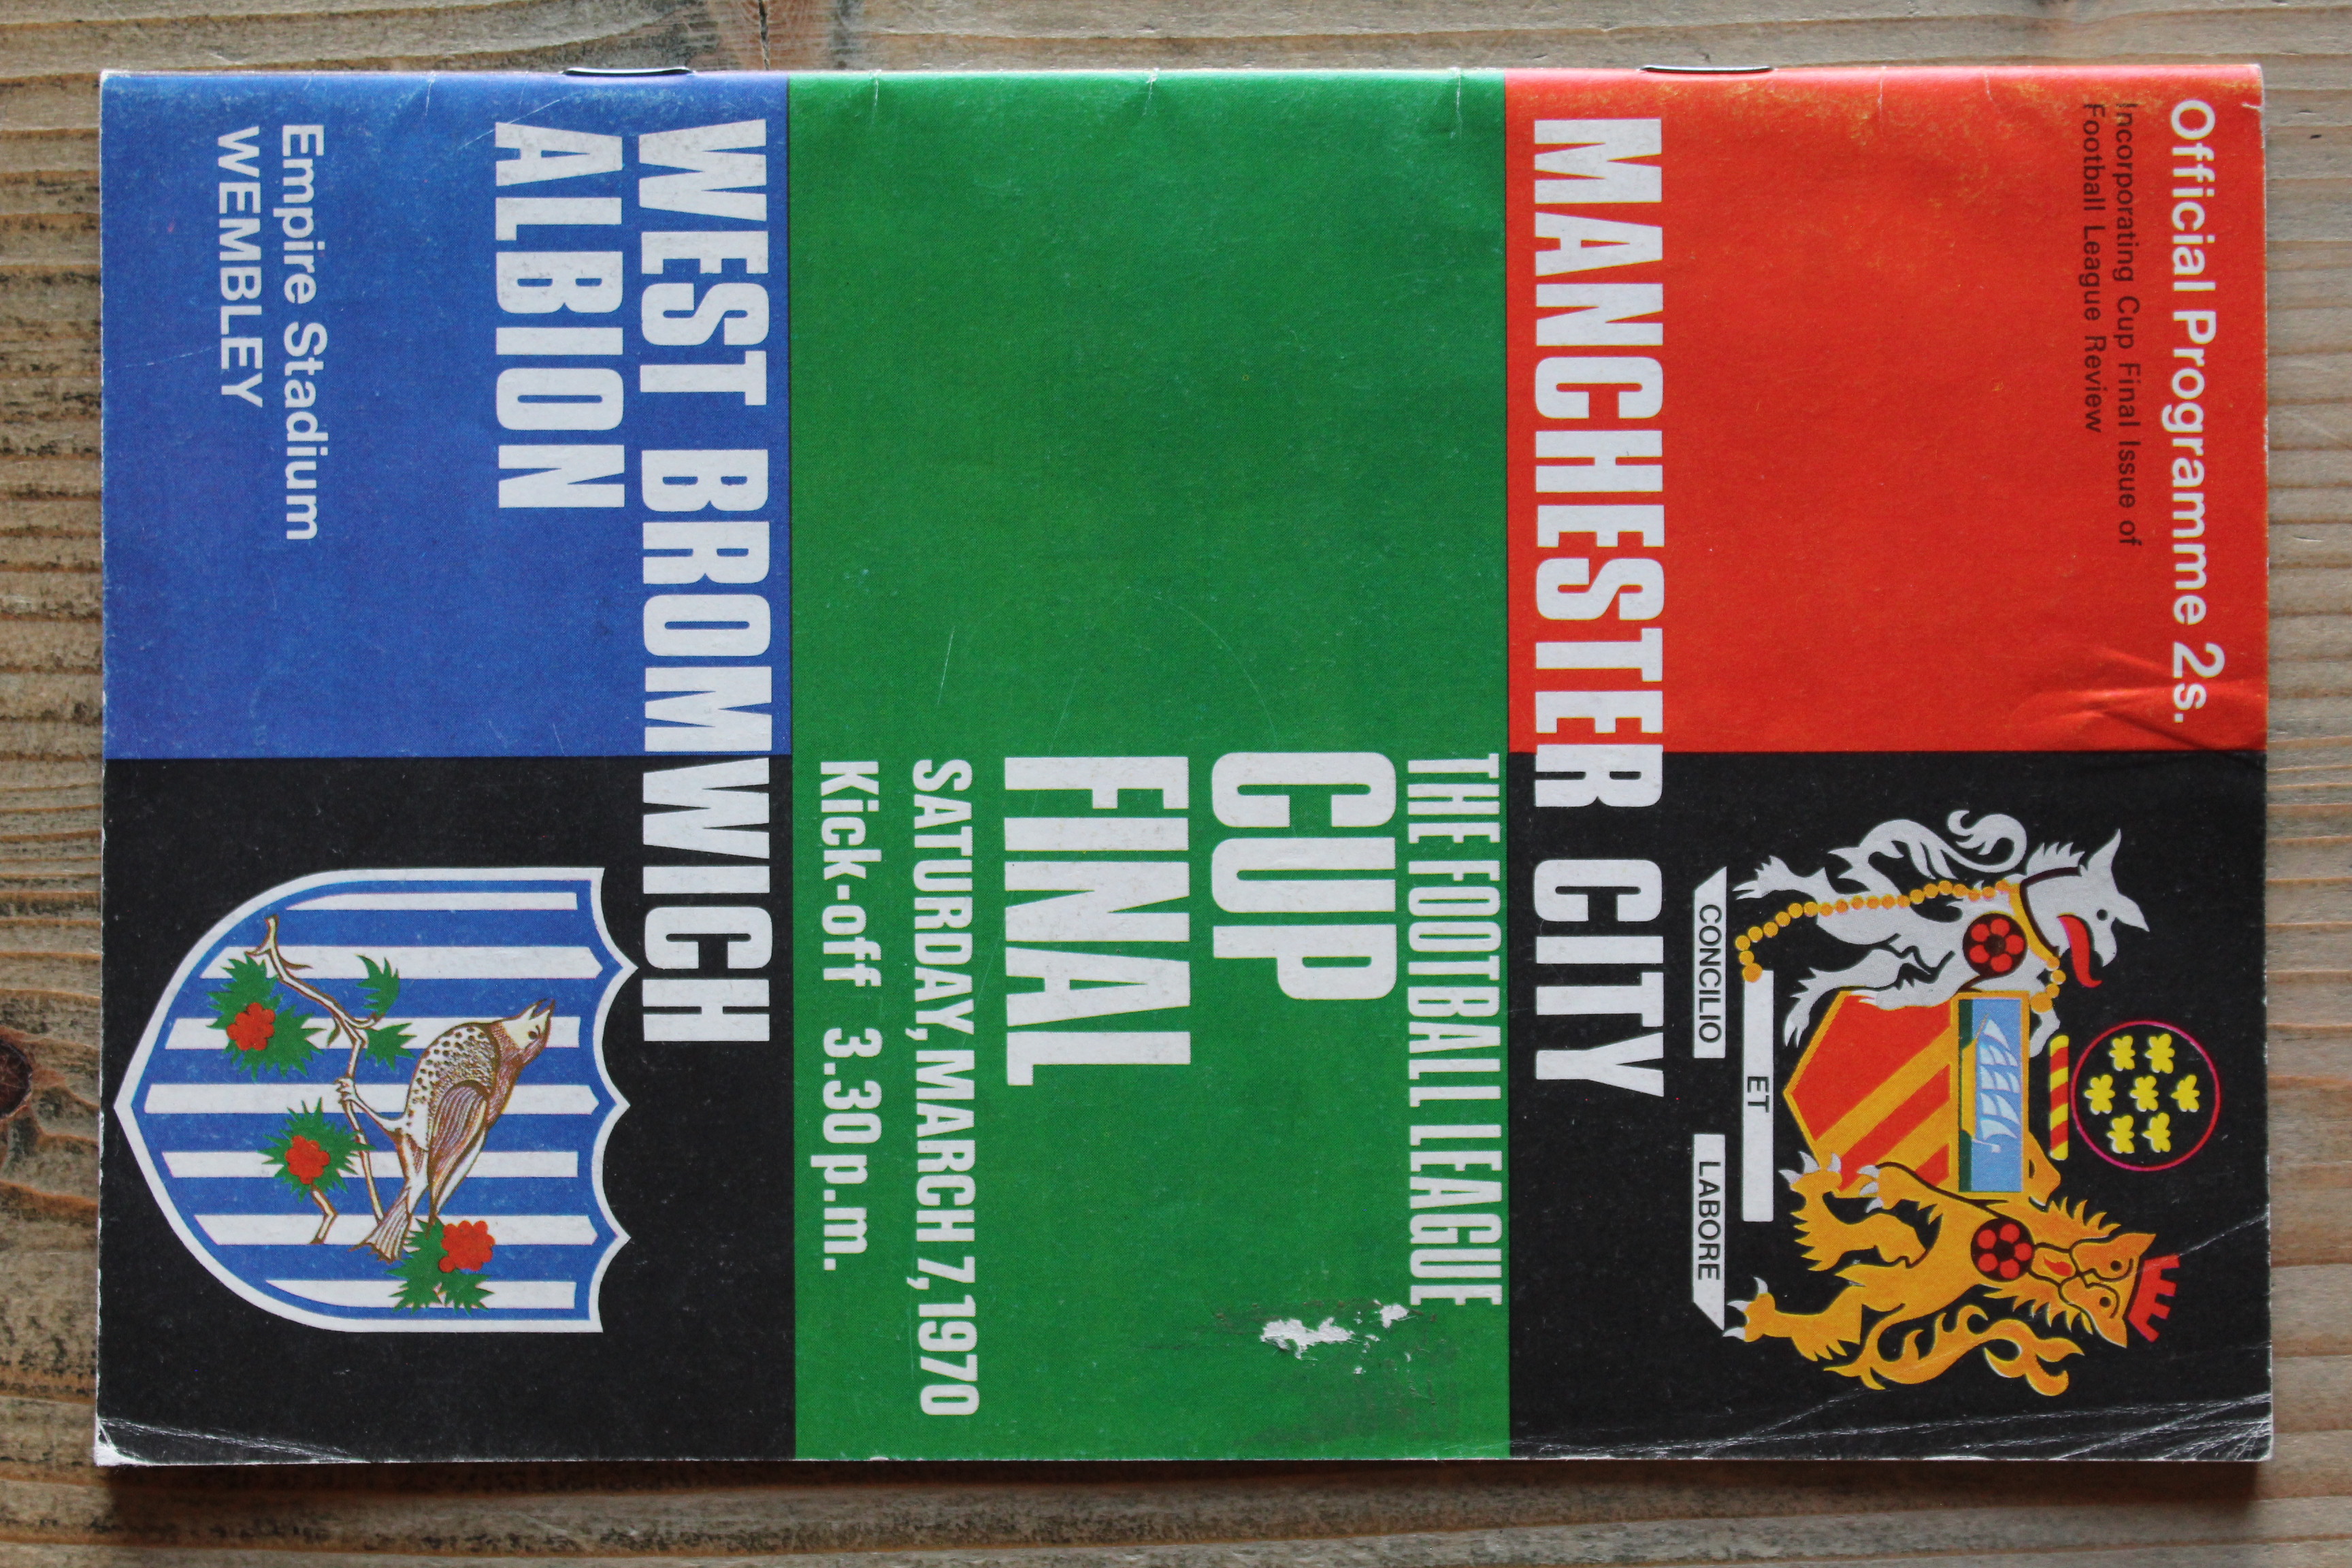 Official Programme 2s.
Incorporating Cup Final Issue of
Football League Review
CONCILIO ET LABORE
MANCHESTER CITY
THE FOOTBALL LEAGUE
CUP
FINAL
SATURDAY, MARCH 7, 1970
Kick-off 3.30 p.m.
WEST BROMWICH
ALBION
Empire Stadium
WEMBLEY